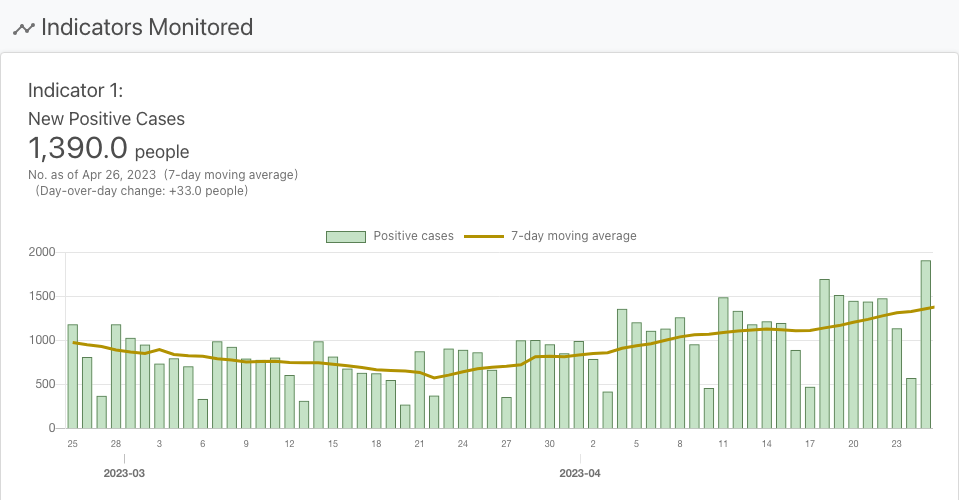 Indicators Monitored
Indicator 1:
New Positive Cases
1,390.0 people
No. as of Apr 26, 2023 (7-day moving average)
(Day-over-day change: +33.0 people)
Positive cases 7-day moving average
2000
1500
1000
500
0
25 28 3 6 9 12 15 18 21 24 27 30 2 5 8 11 14 17 20 23
2023-03 2023-04